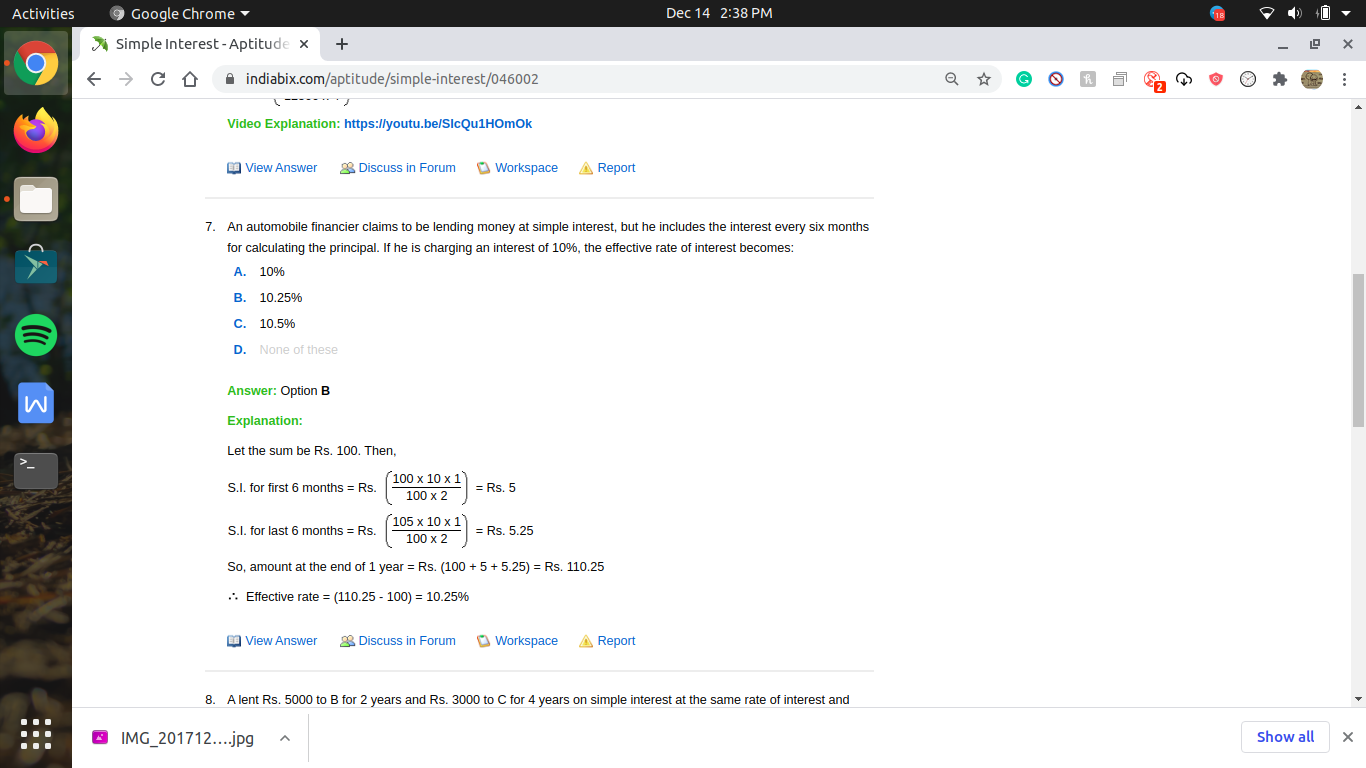 Activities Google Chrome Dec 14 2:38 PM 18
Simple Interest - Aptitude
indiabix.com/aptitude/simple-interest/046002 2
Video Explanation: https://youtu.be/SIcQu1HOmOk
View Answer Discuss in Forum Workspace Report
7. An automobile financier claims to be lending money at simple interest, but he includes the interest every six months
for calculating the principal. If he is charging an interest of 10%, the effective rate of interest becomes:
A. 10%
B. 10.25%
C. 10.5%
D. None of these
Answer: Option B
Explanation:
Let the sum be Rs. 100. Then,
S.I. for first 6 months = Rs. (100 x 10 x 1 / 100 x 2) = Rs. 5
S.I. for last 6 months = Rs. (105 x 10 x 1 / 100 x 2) = Rs. 5.25
So, amount at the end of 1 year = Rs. (100 + 5 + 5.25) = Rs. 110.25
∴ Effective rate = (110.25 - 100) = 10.25%
View Answer Discuss in Forum Workspace Report
8. A lent Rs. 5000 to B for 2 years and Rs. 3000 to C for 4 years on simple interest at the same rate of interest and
IMG_201712....jpg Show all